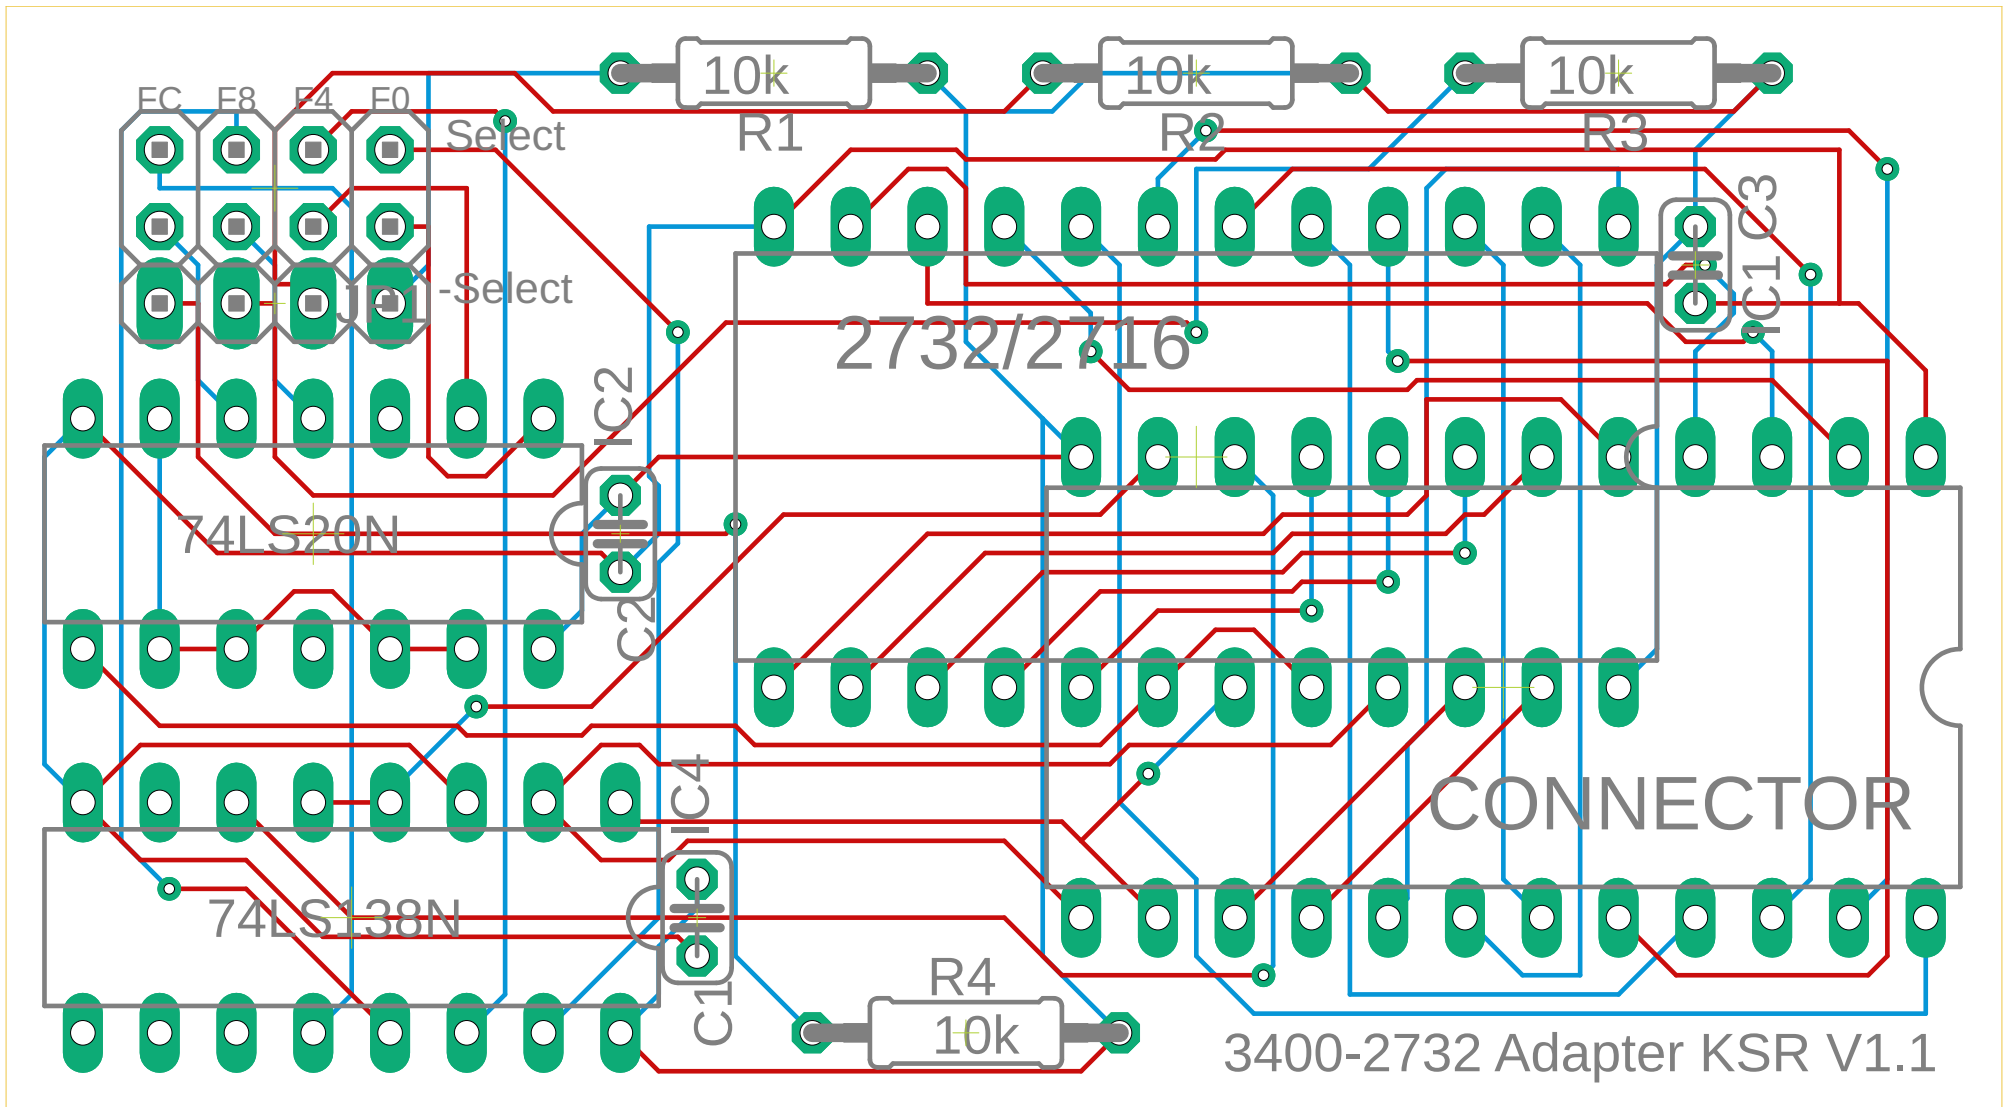 10k
10k
10k
FC F8 F4 F0
Select
R1
R2
R3
C3
IC1
JP1
-Select
2732/2716
IC2
74LS20N
C2
IC4
CONNECTOR
74LS138N
C1
R4
10k
3400-2732 Adapter KSR V1.1